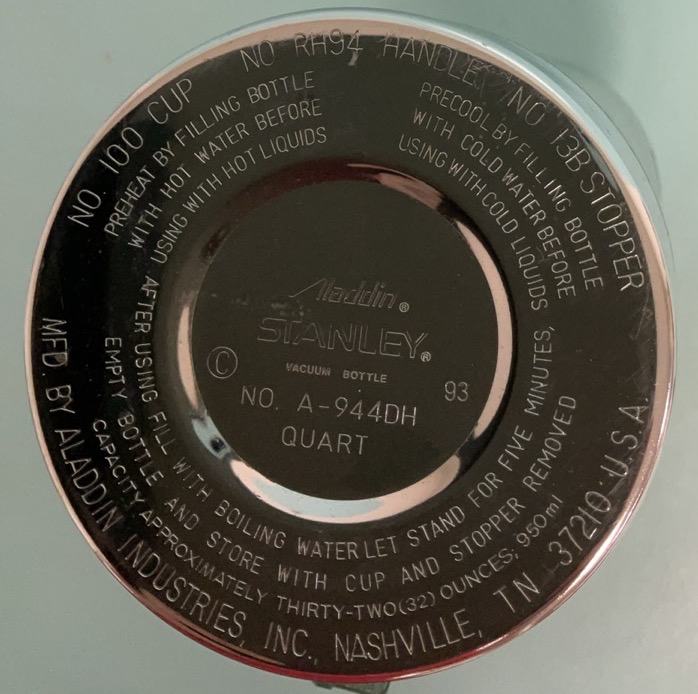 NO 100 CUP NO RH94 HANDLE NO 13B STOPPER
PREHEAT BY FILLING BOTTLE
WITH HOT WATER BEFORE
USING WITH HOT LIQUIDS
PRECOOL BY FILLING BOTTLE
WITH COLD WATER BEFORE
USING WITH COLD LIQUIDS
Aladdin®
STANLEY®
VACUUM BOTTLE
© 93
NO. A-944DH
QUART
AFTER USING FILL WITH BOILING WATER LET STAND FOR FIVE MINUTES,
EMPTY BOTTLE AND STORE WITH CUP AND STOPPER REMOVED
CAPACITY APPROXIMATELY THIRTY-TWO(32) OUNCES; 950ml
MFD BY ALADDIN INDUSTRIES, INC., NASHVILLE, TN 37210 U.S.A.